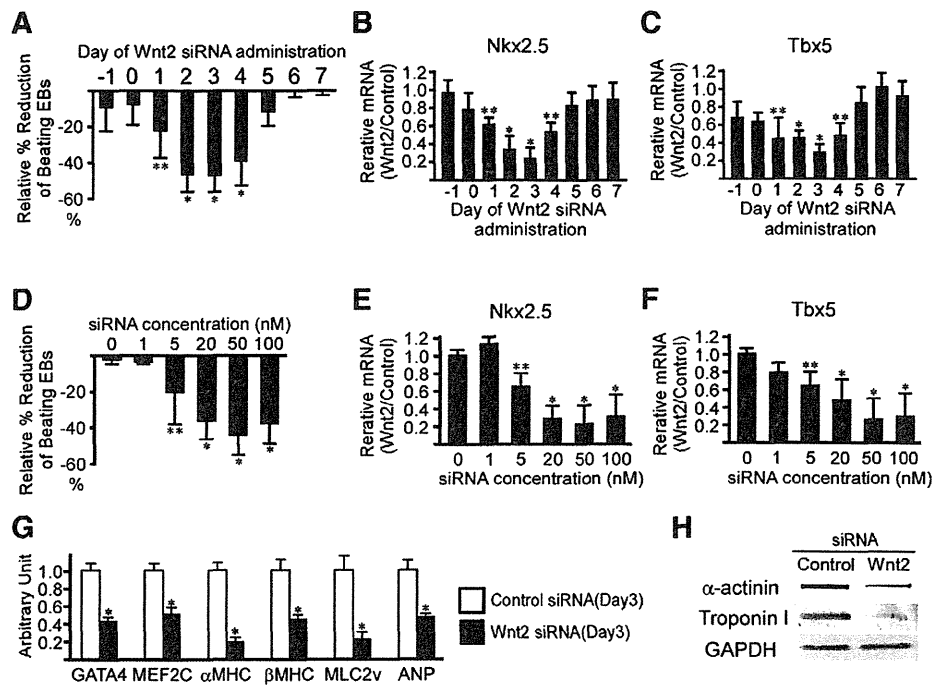 A
Day of Wnt2 siRNA administration
-1 0 1 2 3 4 5 6 7
Relative % Reduction
of Beating EBs
-20
-40
-60
%
**
*
*
*
B
Nkx2.5
Rerative mRNA
(Wnt2/Control)
1.2
1.0
0.8
0.6
0.4
0.2
**
*
*
**
-1 0 1 2 3 4 5 6 7
Day of Wnt2 siRNA
administration
C
Tbx5
Rerative mRNA
(Wnt2/Control)
1.2
1.0
0.8
0.6
0.4
0.2
**
*
*
**
-1 0 1 2 3 4 5 6 7
Day of Wnt2 siRNA
administration
D
siRNA concentration (nM)
0 1 5 20 50 100
Relative % Reduction
of Beating EBs
-20
-40
-60
%
**
*
*
*
E
Nkx2.5
Rerative mRNA
(Wnt2/Control)
1.2
1.0
0.8
0.6
0.4
0.2
**
*
*
*
0 1 5 20 50 100
siRNA concentration (nM)
F
Tbx5
Rerative mRNA
(Wnt2/Control)
1.2
1.0
0.8
0.6
0.4
0.2
**
*
*
*
0 1 5 20 50 100
siRNA concentration (nM)
G
Arbitrary Unit
1.0
0.6
0.4
0.2
*
*
*
*
*
*
GATA4 MEF2C αMHC βMHC MLC2v ANP
Control siRNA(Day3)
Wnt2 siRNA(Day3)
H
siRNA
Control Wnt2
α-actinin
Troponin I
GAPDH